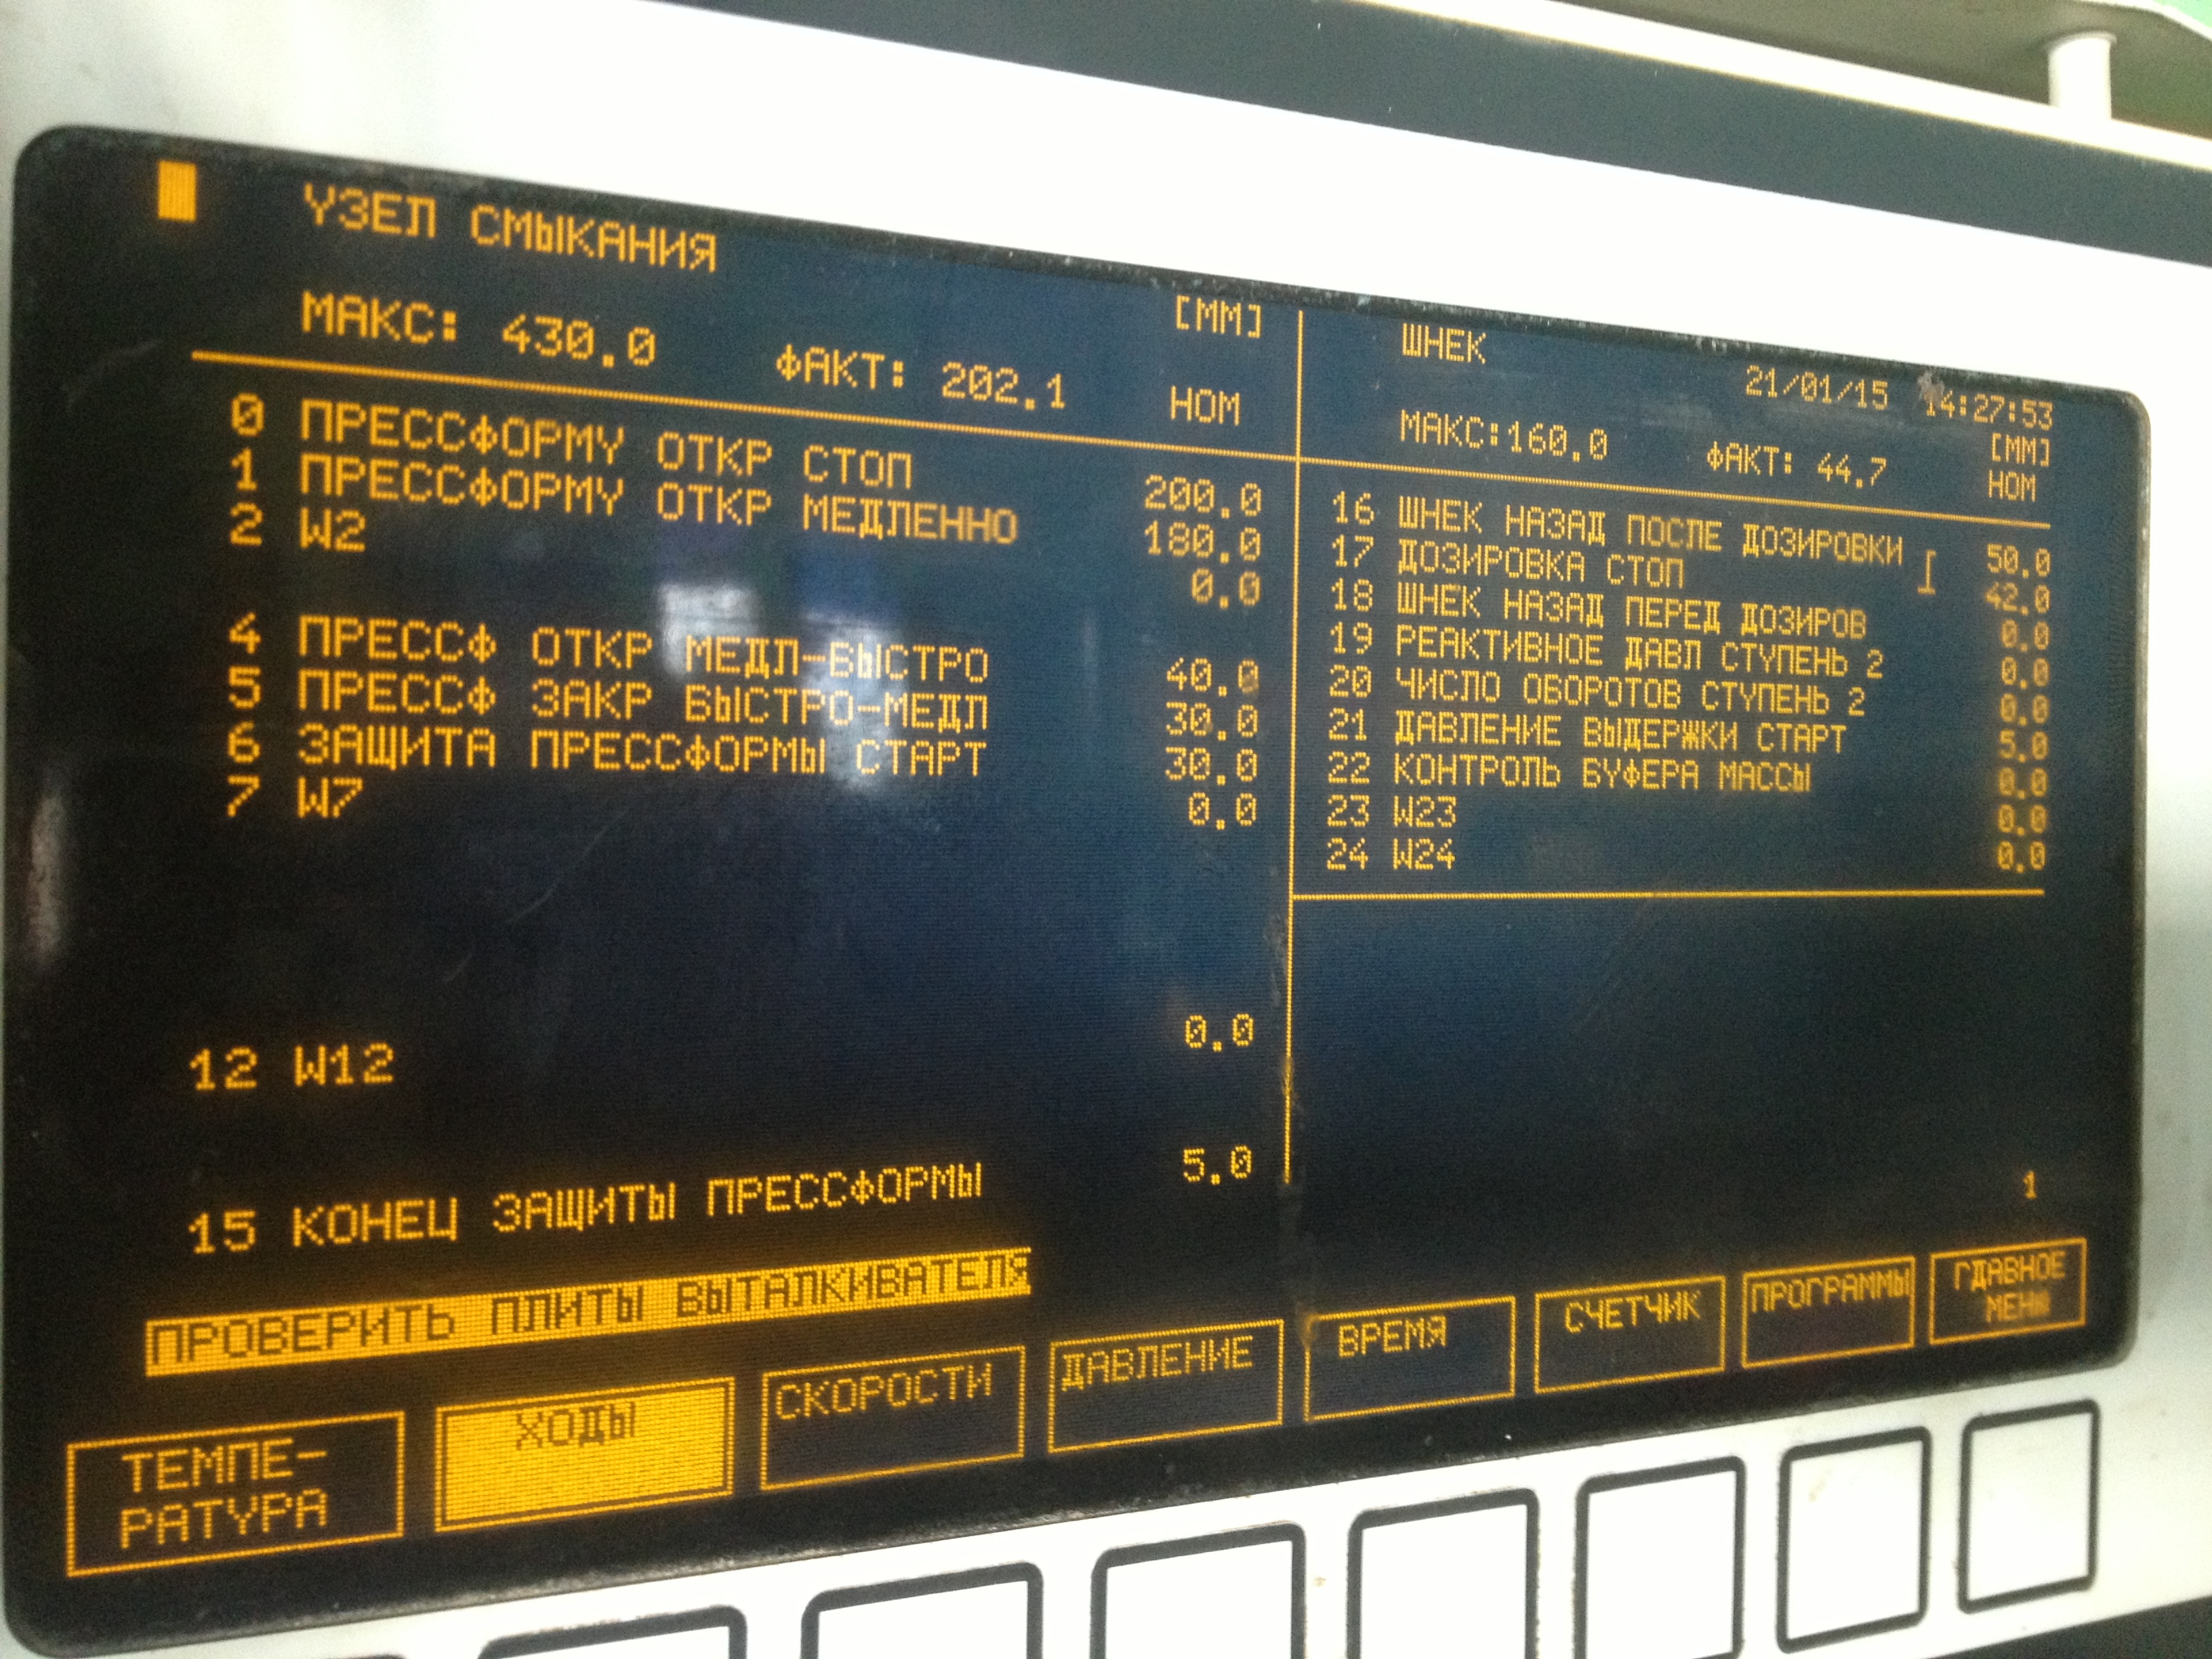 УЗЕЛ СМЫКАНИЯ
МАКС: 430.0 ФАКТ: 202.1 [ММ]
НОМ
0 ПРЕССФОРМУ ОТКР СТОП 200.0
1 ПРЕССФОРМУ ОТКР МЕДЛЕННО 180.0
2 W2 0.0
4 ПРЕССФ ОТКР МЕДЛ-БЫСТРО 40.0
5 ПРЕССФ ЗАКР БЫСТРО-МЕДЛ 30.0
6 ЗАЩИТА ПРЕССФОРМЫ СТАРТ 30.0
7 W7 0.0
12 W12 0.0
15 КОНЕЦ ЗАЩИТЫ ПРЕССФОРМЫ 5.0
ШНЕК
21/01/15 14:27:53
МАКС:160.0 ФАКТ: 44.7 [ММ]
НОМ
16 ШНЕК НАЗАД ПОСЛЕ ДОЗИРОВКИ 50.0
17 ДОЗИРОВКА СТОП 42.0
18 ШНЕК НАЗАД ПЕРЕД ДОЗИРОВ 0.0
19 РЕАКТИВНОЕ ДАВЛ СТУПЕНЬ 2 0.0
20 ЧИСЛО ОБОРОТОВ СТУПЕНЬ 2 0.0
21 ДАВЛЕНИЕ ВЫДЕРЖКИ СТАРТ 5.0
22 КОНТРОЛЬ БУФЕРА МАССЫ 0.0
23 W23 0.0
24 W24 0.0
1
ПРОВЕРИТЬ ПЛИТЫ ВЫТАЛКИВАТЕЛЯ
ТЕМПЕ-
РАТУРА
ХОДЫ
СКОРОСТИ
ДАВЛЕНИЕ
ВРЕМЯ
СЧЕТЧИК
ПРОГРАММЫ
ГДАВНОЕ
МЕНЮ